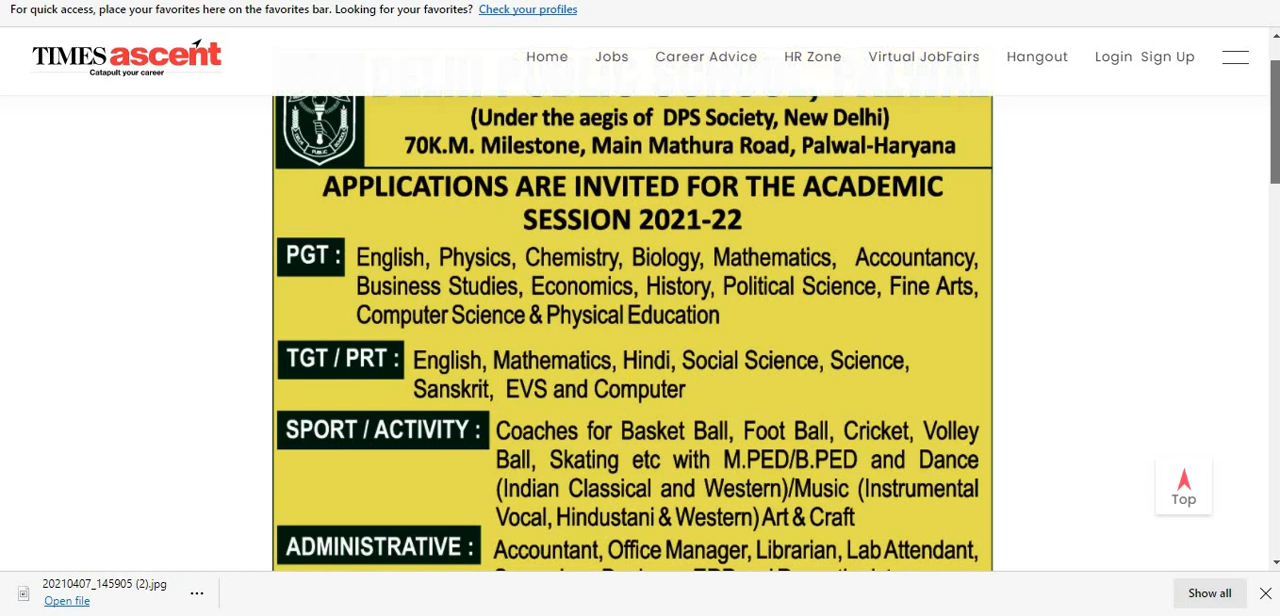 For quick access, place your favorites here on the favorites bar. Looking for your favorites? Check your profiles
TIMES ascent
Catapult your career
Home Jobs Career Advice HR Zone Virtual JobFairs Hangout Login Sign Up
(Under the aegis of DPS Society, New Delhi)
70K.M. Milestone, Main Mathura Road, Palwal-Haryana
APPLICATIONS ARE INVITED FOR THE ACADEMIC
SESSION 2021-22
PGT : English, Physics, Chemistry, Biology, Mathematics, Accountancy,
Business Studies, Economics, History, Political Science, Fine Arts,
Computer Science & Physical Education
TGT / PRT : English, Mathematics, Hindi, Social Science, Science,
Sanskrit, EVS and Computer
SPORT / ACTIVITY : Coaches for Basket Ball, Foot Ball, Cricket, Volley
Ball, Skating etc with M.PED/B.PED and Dance
(Indian Classical and Western)/Music (Instrumental
Vocal, Hindustani & Western) Art & Craft
ADMINISTRATIVE : Accountant, Office Manager, Librarian, Lab Attendant,
Top
20210407_145905 (2).jpg
Open file
Show all